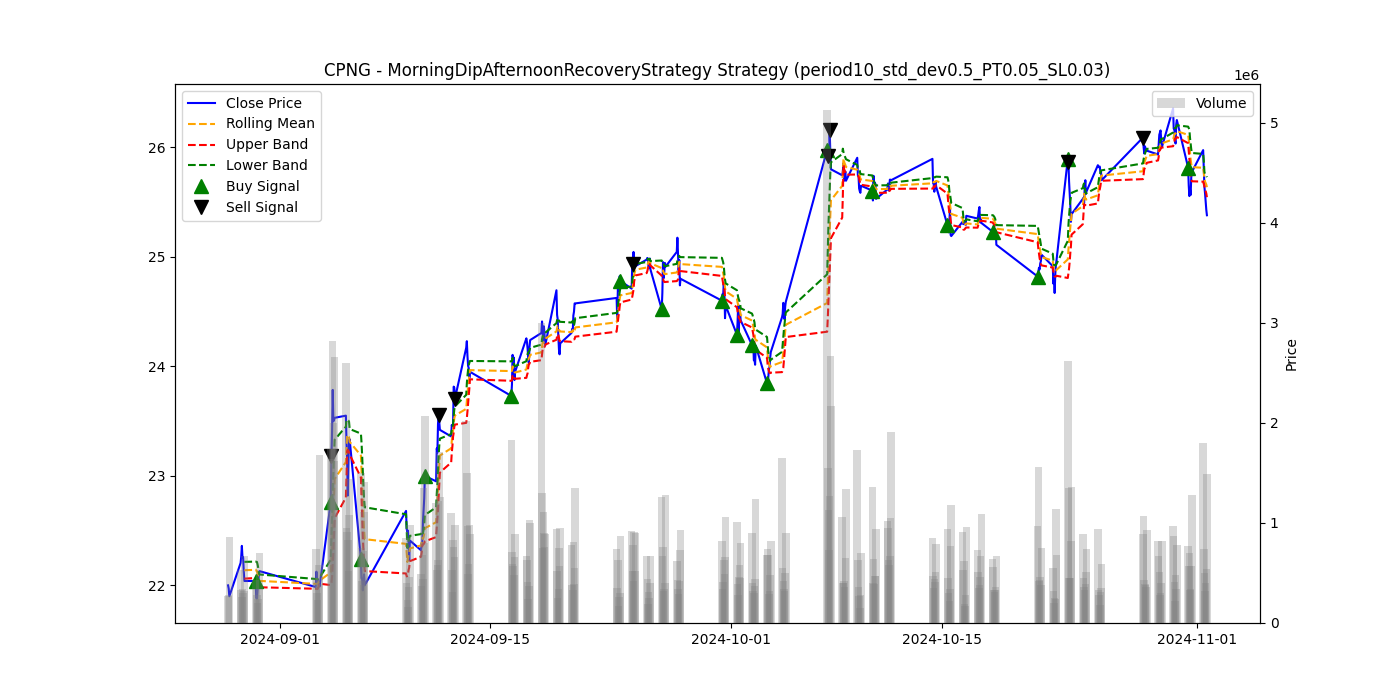 CPNG - MorningDipAfternoonRecoveryStrategy Strategy (period10_std_dev0.5_PT0.05_SL0.03)
1e6
Close Price
Rolling Mean
Upper Band
Lower Band
Buy Signal
Sell Signal
Volume
26
25
24
23
22
5
4
3
2
1
0
Price
2024-09-01
2024-09-15
2024-10-01
2024-10-15
2024-11-01